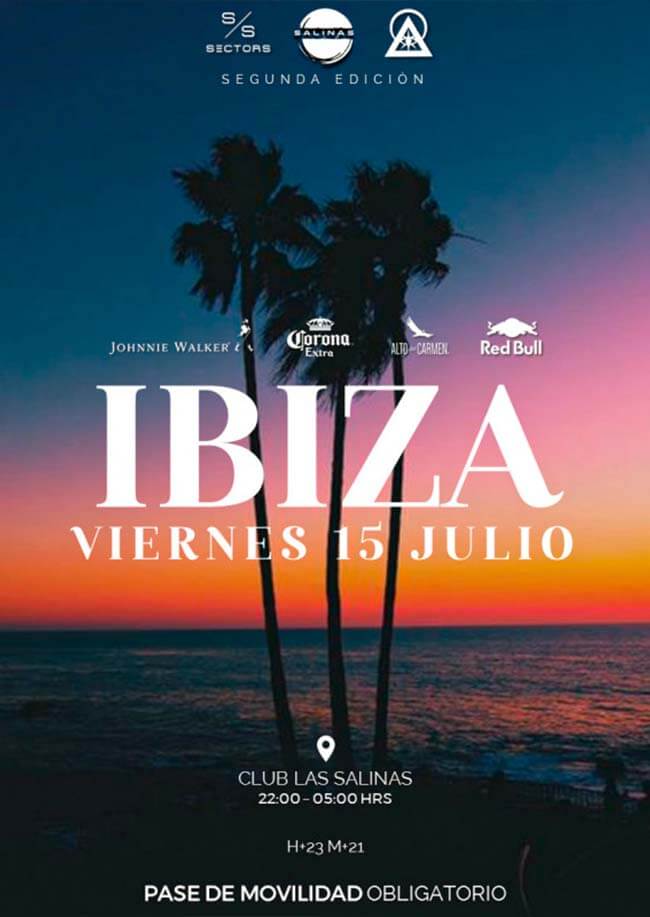 S/S
SECTORS
SALINAS
SEGUNDA EDICIÓN
JOHNNIE WALKER
Corona
Extra
ALTO DEL CARMEN
Red Bull
IBIZA
VIERNES 15 JULIO
CLUB LAS SALINAS
22:00 – 05:00 HRS
H+23 M+21
PASE DE MOVILIDAD OBLIGATORIO